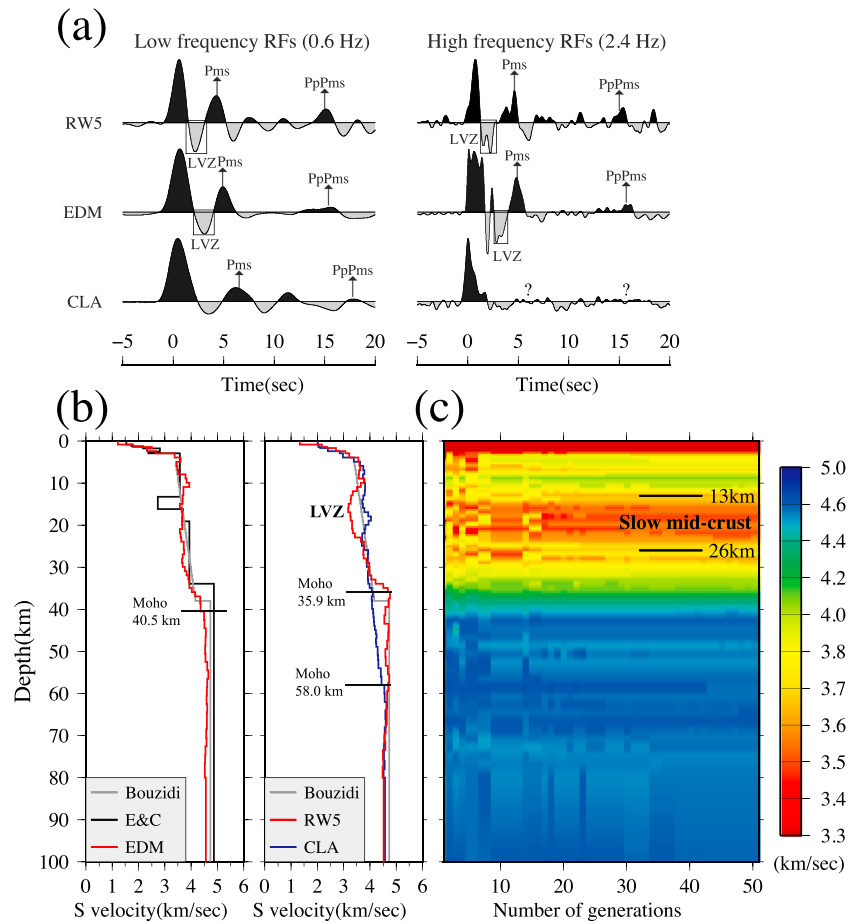 (a)
Low frequency RFs (0.6 Hz)
High frequency RFs (2.4 Hz)
RW5
Pms
PpPms
LVZ
Pms
PpPms
LVZ
EDM
Pms
PpPms
LVZ
Pms
PpPms
LVZ
CLA
Pms
PpPms
?
?
−5 0 5 10 15 20
−5 0 5 10 15 20
Time(sec)
Time(sec)
(b)
(c)
Depth(km)
0
10
20
30
40
50
60
70
80
90
100
Moho
40.5 km
Bouzidi
E&C
EDM
0 1 2 3 4 5 6
S velocity(km/sec)
LVZ
Moho
35.9 km
Moho
58.0 km
Bouzidi
RW5
CLA
0 1 2 3 4 5 6
S velocity(km/sec)
13km
Slow mid-crust
26km
10 20 30 40 50
Number of generations
5.0
4.8
4.6
4.4
4.2
4.0
3.8
3.7
3.6
3.5
3.4
3.3
(km/sec)